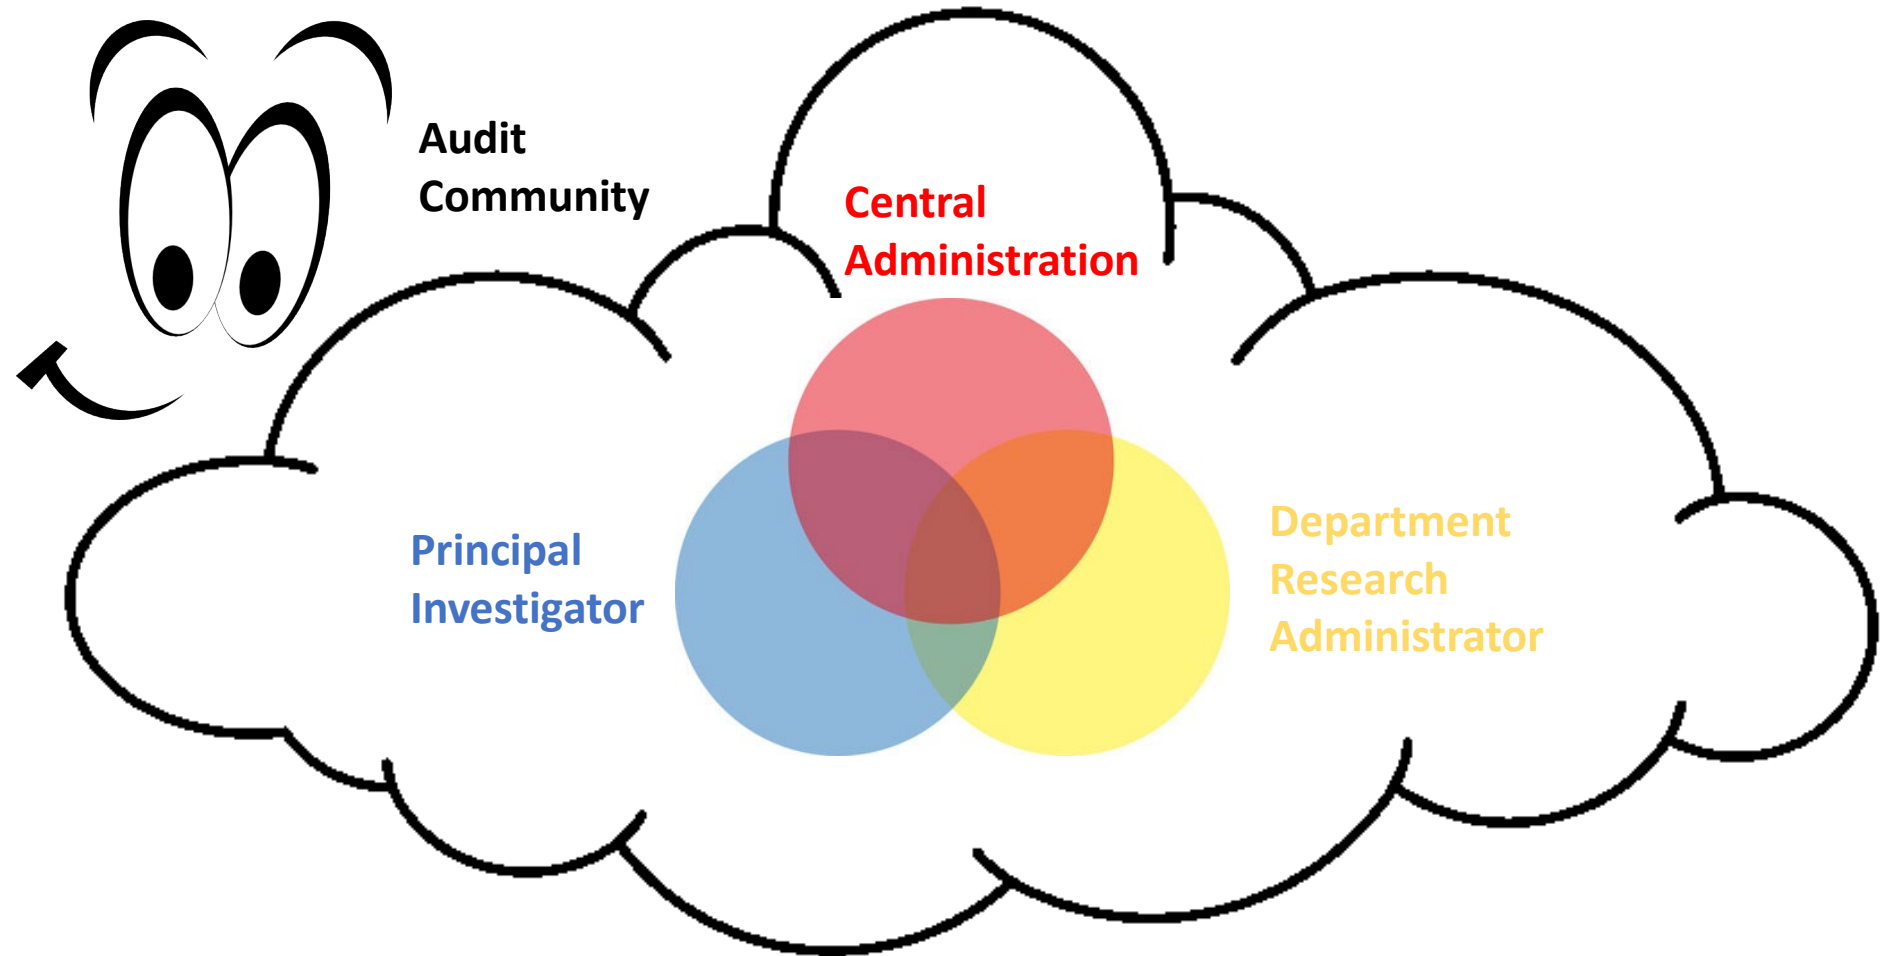 Audit
Community
Central
Administration
Principal
Investigator
Department
Research
Administrator